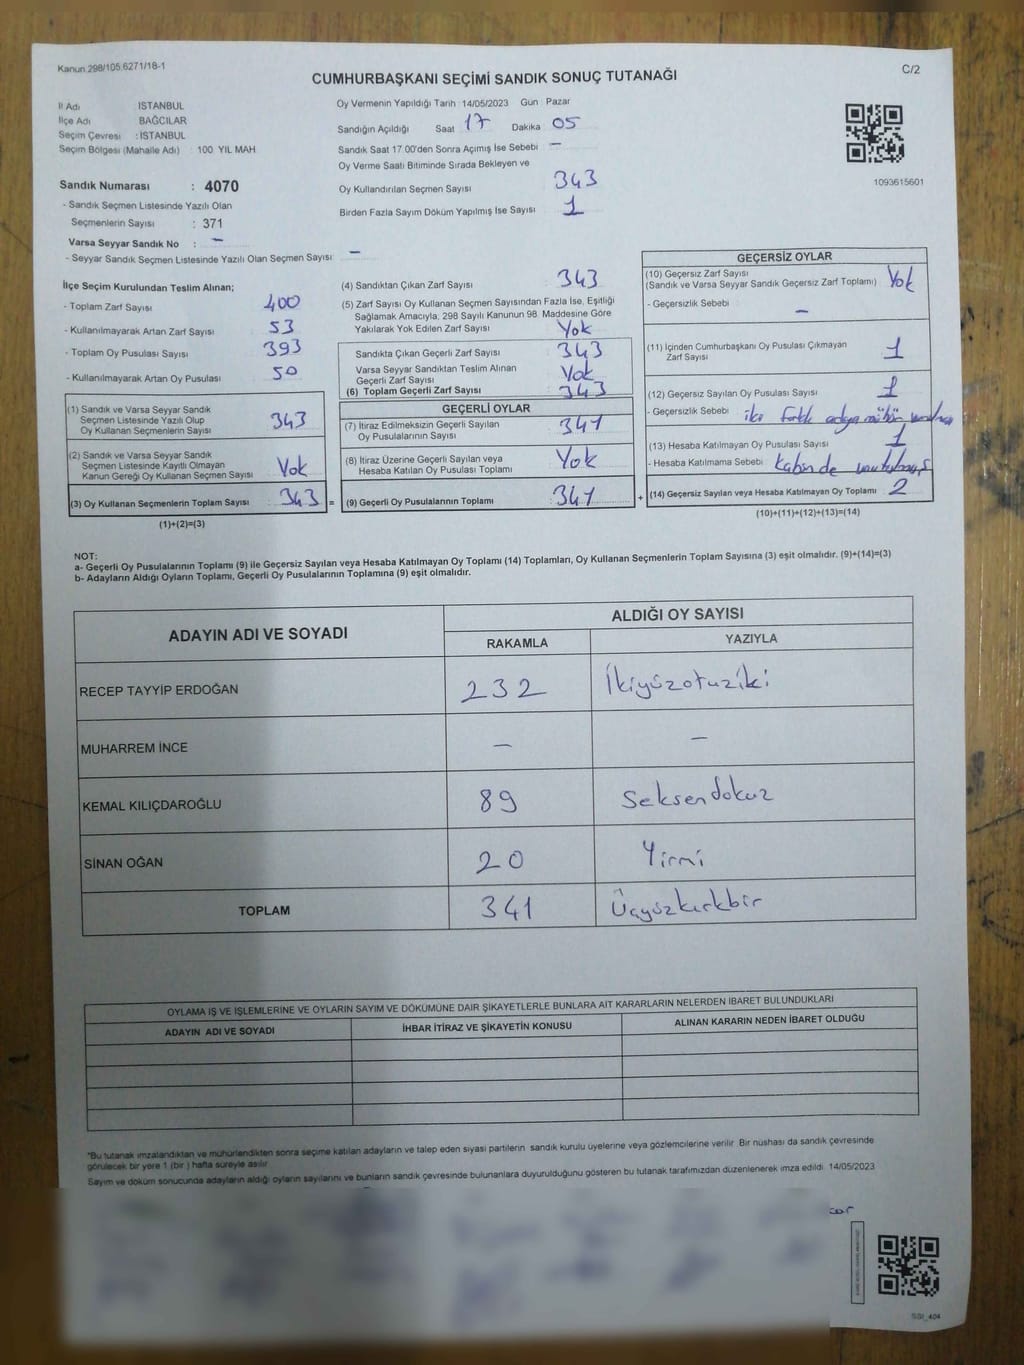 Kanun 298/105.6271/18-1
C/2
CUMHURBAŞKANI SEÇİMİ SANDIK SONUÇ TUTANAĞI
İl Adı İSTANBUL
İlçe Adı BAĞCILAR
Seçim Çevresi : İSTANBUL
Seçim Bölgesi (Mahalle Adı) : 100. YIL MAH
Sandık Numarası : 4070
- Sandık Seçmen Listesinde Yazılı Olan
Seçmenlerin Sayısı : 371
Varsa Seyyar Sandık No : -
- Seyyar Sandık Seçmen Listesinde Yazılı Olan Seçmen Sayısı: -
Oy Vermenin Yapıldığı Tarih : 14/05/2023 Gün : Pazar
Sandığın Açıldığı Saat 17 Dakika 05
Sandık Saat 17.00'den Sonra Açılmış İse Sebebi -
Oy Verme Saati Bitiminde Sırada Bekleyen ve
Oy Kullandırılan Seçmen Sayısı 343
Birden Fazla Sayım Döküm Yapılmış İse Sayısı 1
1093615601
İlçe Seçim Kurulundan Teslim Alınan;
- Toplam Zarf Sayısı 400
- Kullanılmayarak Artan Zarf Sayısı 53
- Toplam Oy Pusulası Sayısı 393
- Kullanılmayarak Artan Oy Pusulası 50
(1) Sandık ve Varsa Seyyar Sandık
Seçmen Listesinde Yazılı Olup
Oy Kullanan Seçmenlerin Sayısı 343
(2) Sandık ve Varsa Seyyar Sandık
Seçmen Listesinde Kayıtlı Olmayan
Kanun Gereği Oy Kullanan Seçmen Sayısı Yok
(3) Oy Kullanan Seçmenlerin Toplam Sayısı 343 =
(1)+(2)=(3)
(4) Sandıktan Çıkan Zarf Sayısı 343
(5) Zarf Sayısı Oy Kullanan Seçmen Sayısından Fazla İse, Eşitliği
Sağlamak Amacıyla, 298 Sayılı Kanunun 98. Maddesine Göre
Yakılarak Yok Edilen Zarf Sayısı Yok
Sandıkta Çıkan Geçerli Zarf Sayısı 343
Varsa Seyyar Sandıktan Teslim Alınan
Geçerli Zarf Sayısı Yok
(6) Toplam Geçerli Zarf Sayısı 343
GEÇERLİ OYLAR
(7) İtiraz Edilmeksizin Geçerli Sayılan
Oy Pusulalarının Sayısı 341
(8) İtiraz Üzerine Geçerli Sayılan veya
Hesaba Katılan Oy Pusulası Toplamı Yok
(9) Geçerli Oy Pusulalarının Toplamı 341 +
GEÇERSİZ OYLAR
(10) Geçersiz Zarf Sayısı
(Sandık ve Varsa Seyyar Sandık Geçersiz Zarf Toplamı) Yok
- Geçersizlik Sebebi -
(11) İçinden Cumhurbaşkanı Oy Pusulası Çıkmayan
Zarf Sayısı 1
(12) Geçersiz Sayılan Oy Pusulası Sayısı 1
- Geçersizlik Sebebi iki farklı adaya mühür
(13) Hesaba Katılmayan Oy Pusulası Sayısı 1
- Hesaba Katılmama Sebebi Kabinde unutulmuş
(14) Geçersiz Sayılan veya Hesaba Katılmayan Oy Toplamı 2
(10)+(11)+(12)+(13)=(14)
NOT:
a- Geçerli Oy Pusulalarının Toplamı (9) ile Geçersiz Sayılan veya Hesaba Katılmayan Oy Toplamı (14) Toplamları, Oy Kullanan Seçmenlerin Toplam Sayısına (3) eşit olmalıdır. (9)+(14)=(3)
b- Adayların Aldığı Oyların Toplamı, Geçerli Oy Pusulalarının Toplamına (9) eşit olmalıdır.
ADAYIN ADI VE SOYADI ALDIĞI OY SAYISI
RAKAMLA YAZIYLA
RECEP TAYYİP ERDOĞAN 232 İkiyüzotuziki
MUHARREM İNCE - -
KEMAL KILIÇDAROĞLU 89 Seksendokuz
SİNAN OĞAN 20 Yirmi
TOPLAM 341 Üçyüzkırkbir
OYLAMA İŞ VE İŞLEMLERİNE VE OYLARIN SAYIM VE DÖKÜMÜNE DAİR ŞİKAYETLERLE BUNLARA AİT KARARLARIN NELERDEN İBARET BULUNDUKLARI
ADAYIN ADI VE SOYADI İHBAR İTİRAZ VE ŞİKAYETİN KONUSU ALINAN KARARIN NEDEN İBARET OLDUĞU
*Bu tutanak imzalandıktan ve mühürlendikten sonra seçime katılan adayların ve talep eden siyasi partilerin sandık kurulu üyelerine veya gözlemcilerine verilir. Bir nüshası da sandık çevresinde
görülecek bir yere 1 (bir) hafta süreyle asılır.
Sayım ve döküm sonucunda adayların aldığı oyların sayılarını ve bunların sandık çevresinde bulunanlara duyurulduğunu gösteren bu tutanak tarafımızdan düzenlenerek imza edildi. 14/05/2023
SSI_404